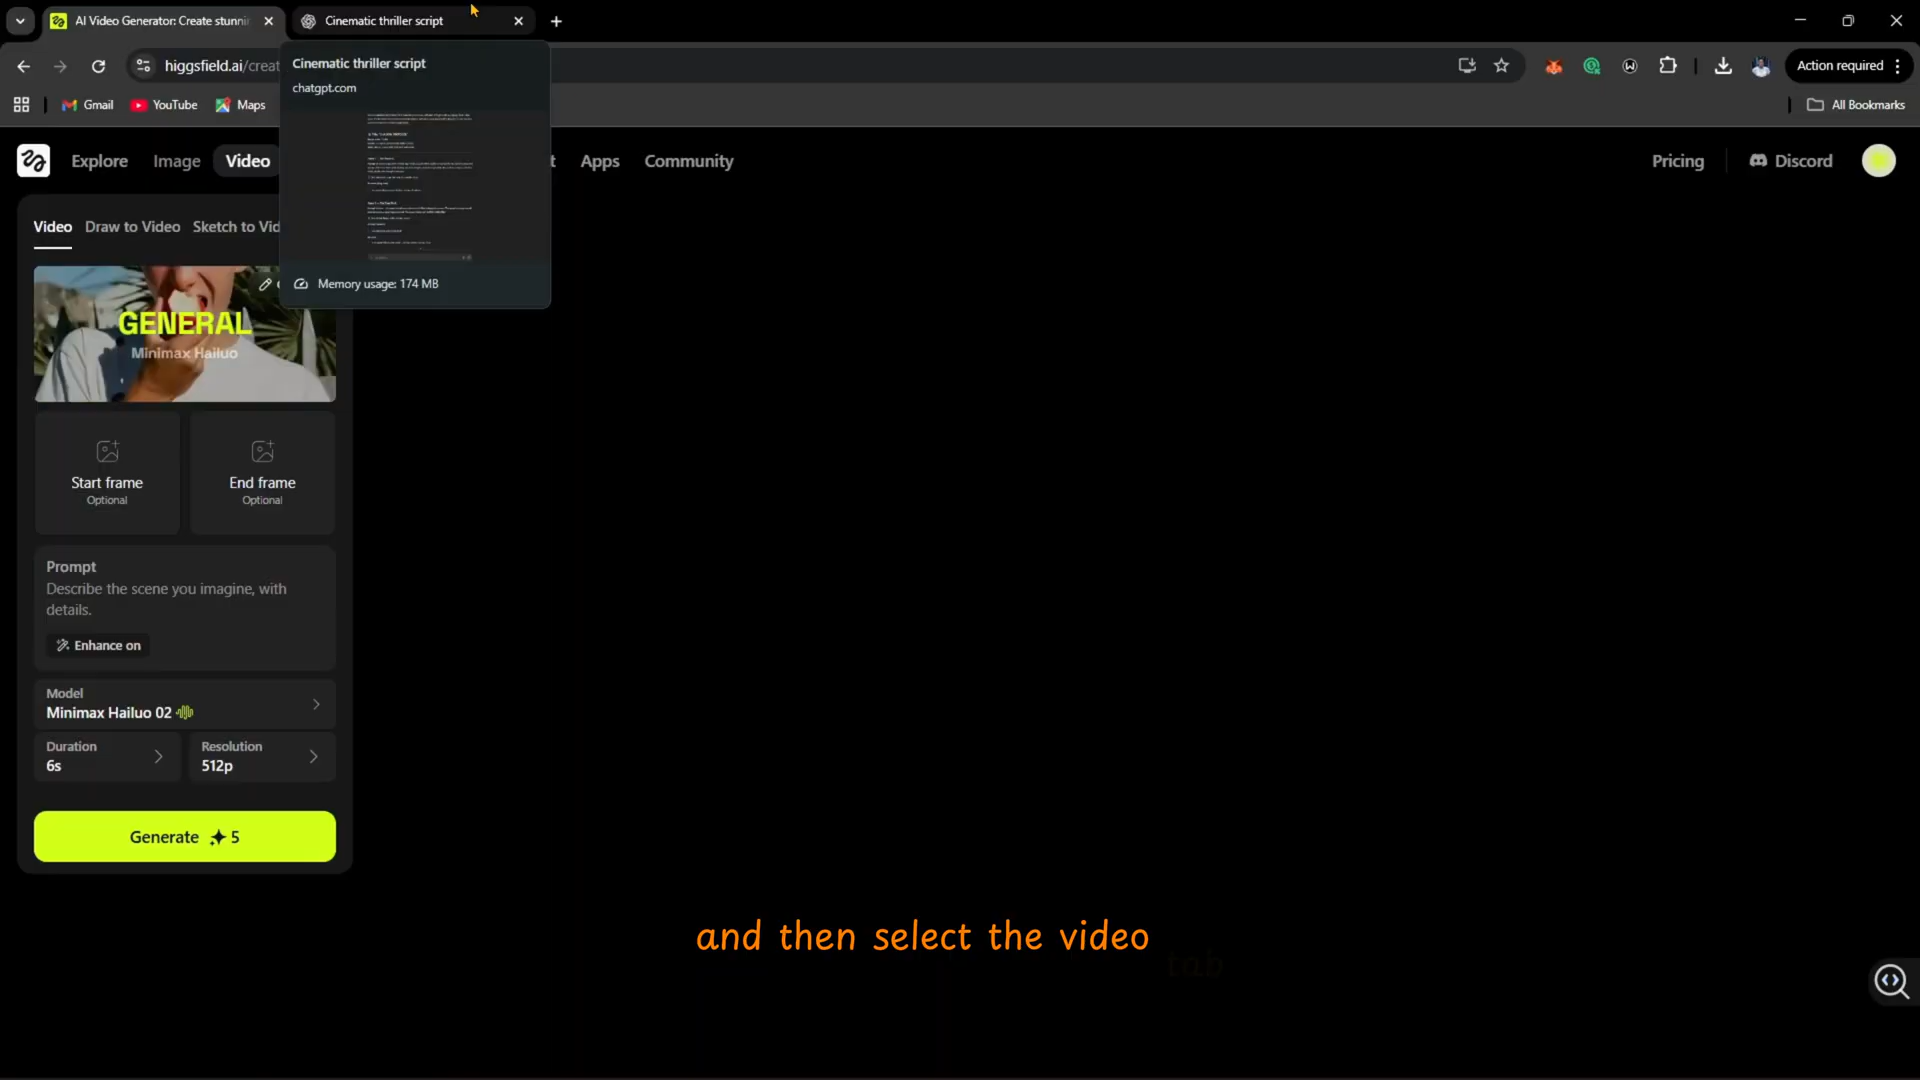 AI Video Generator: Create stunni
Cinematic thriller script
higgsfield.ai/creat
Action required
Gmail
YouTube
Maps
All Bookmarks
Cinematic thriller script
chatgpt.com
Memory usage: 174 MB
Explore
Image
Video
t
Apps
Community
Pricing
Discord
Video
Draw to Video
Sketch to Vid
GENERAL
Minimax Hailuo
Start frame
Optional
End frame
Optional
Prompt
Describe the scene you imagine, with
details.
Enhance on
Model
Minimax Hailuo 02
Duration
6s
Resolution
512p
Generate 5
and then select the video
tab